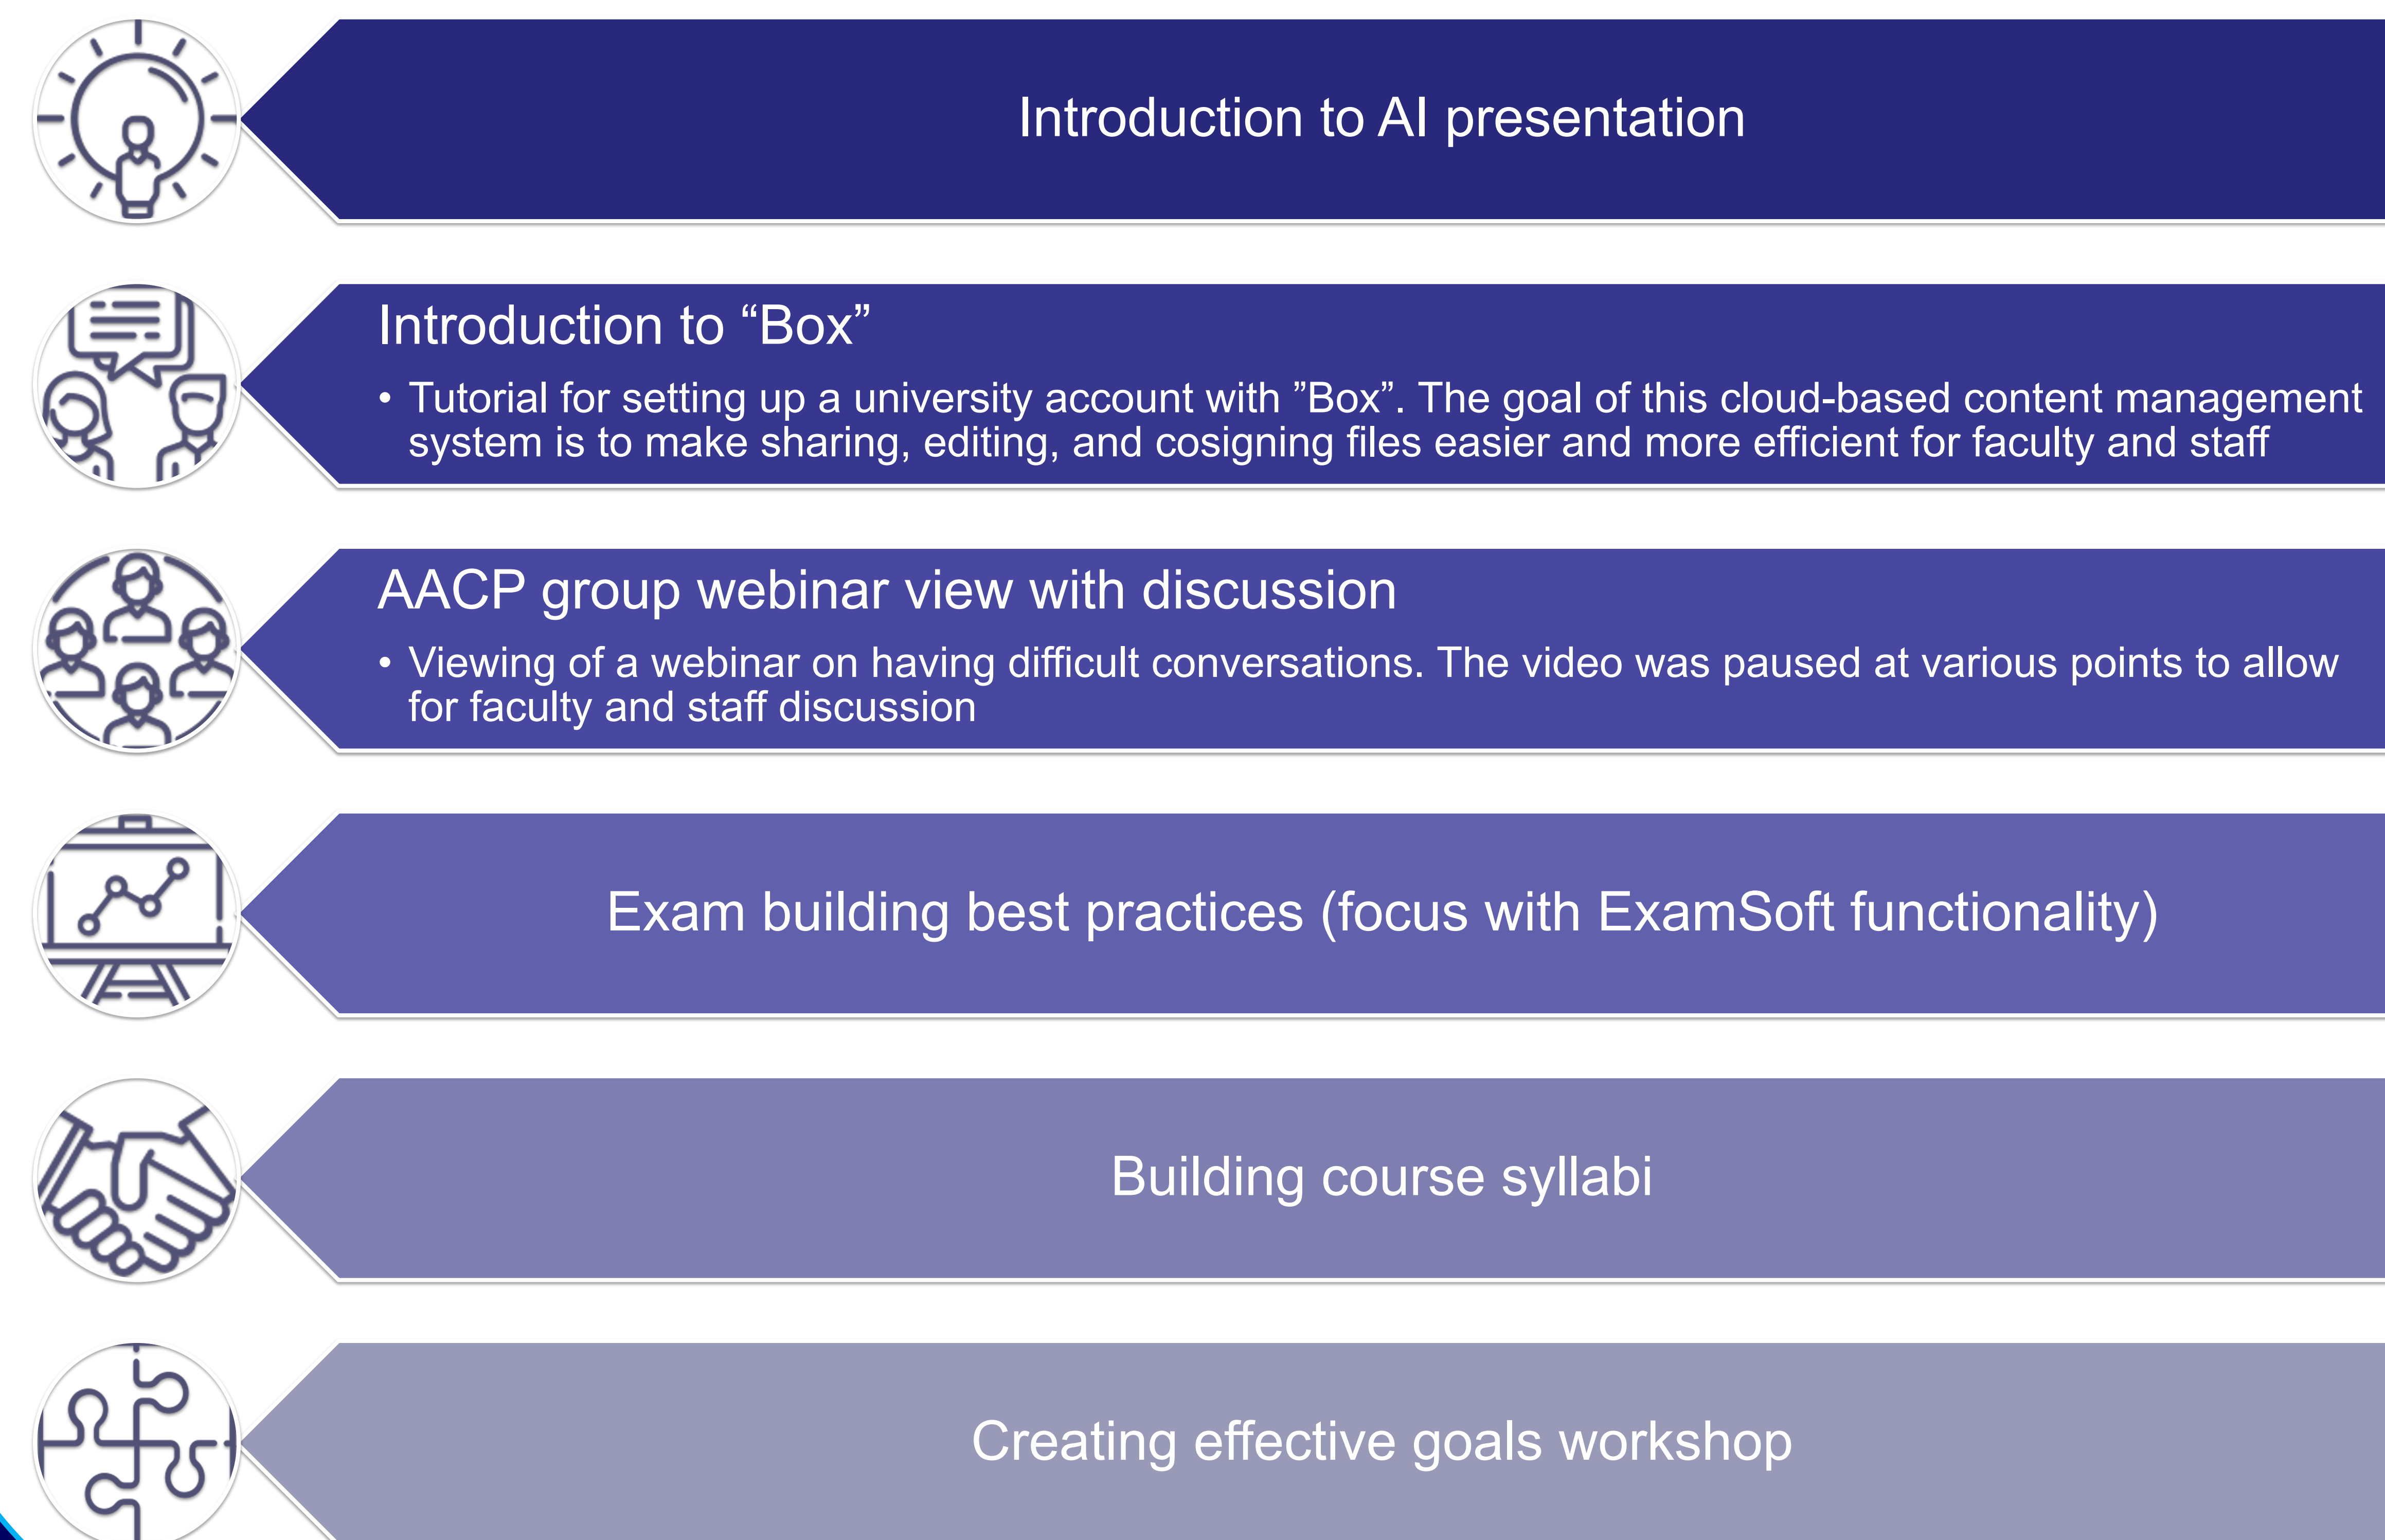 Introduction to AI presentation
Introduction to “Box”
• Tutorial for setting up a university account with ”Box”. The goal of this cloud-based content management
system is to make sharing, editing, and cosigning files easier and more efficient for faculty and staff
AACP group webinar view with discussion
• Viewing of a webinar on having difficult conversations. The video was paused at various points to allow
for faculty and staff discussion
Exam building best practices (focus with ExamSoft functionality)
Building course syllabi
Creating effective goals workshop